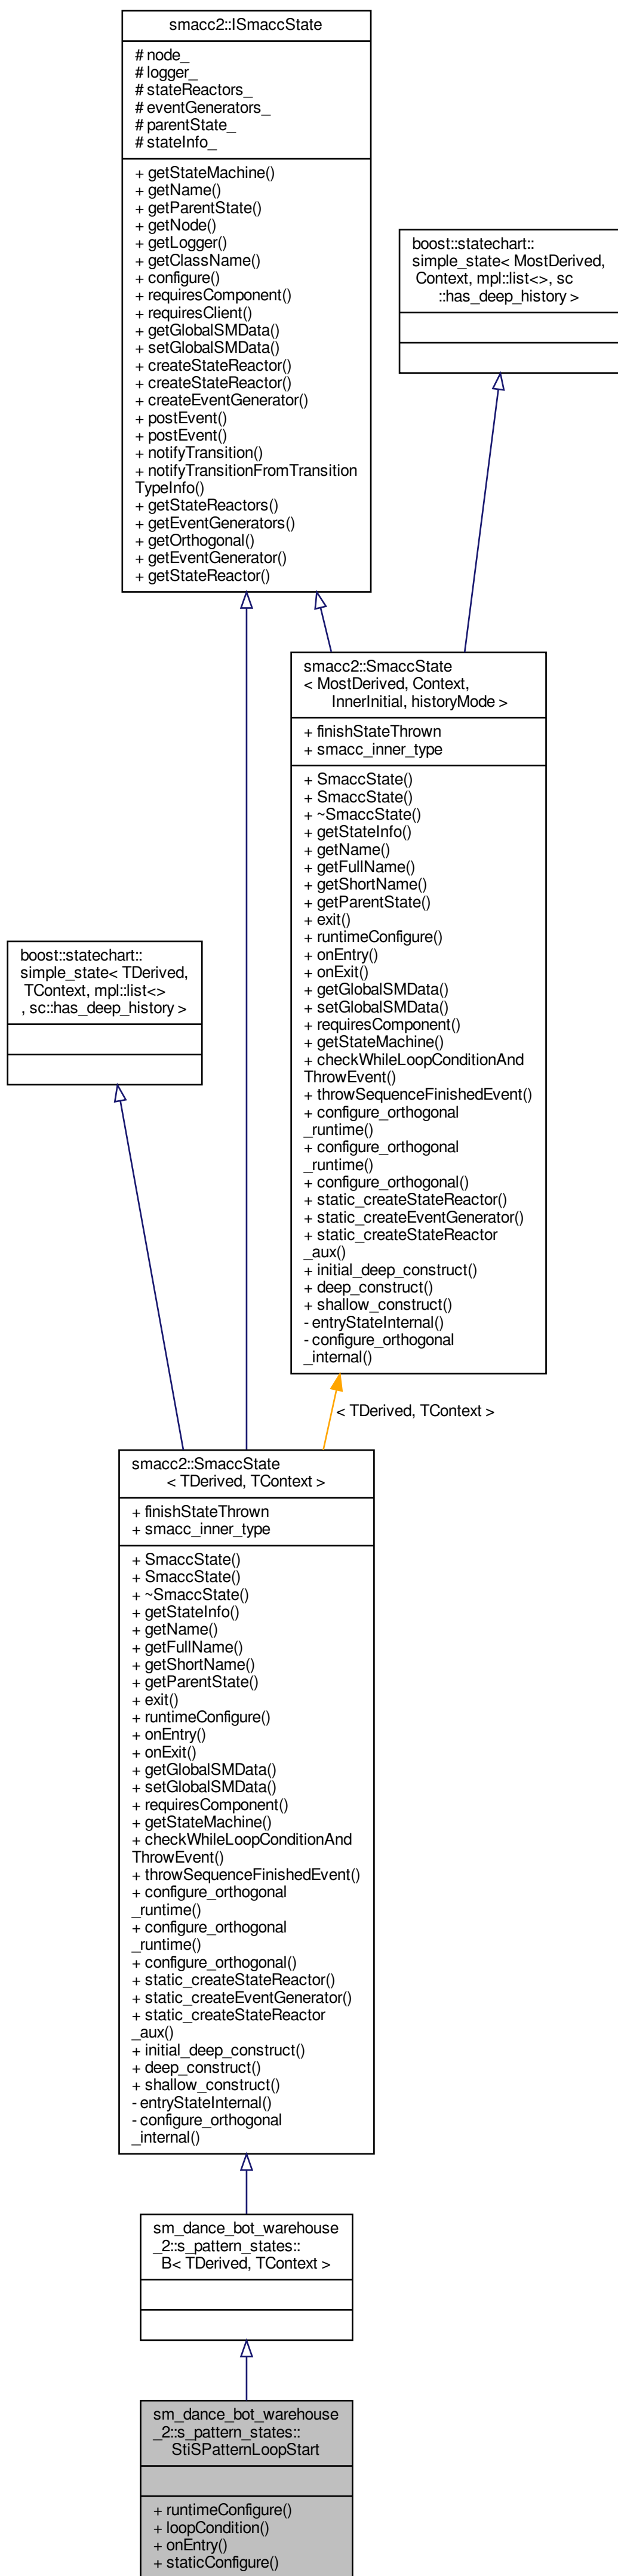 smacc2::ISmaccState
# node_
# logger_
# stateReactors_
# eventGenerators_
# parentState_
# stateInfo_
+ getStateMachine()
+ getName()
+ getParentState()
+ getNode()
+ getLogger()
+ getClassName()
+ configure()
+ requiresComponent()
+ requiresClient()
+ getGlobalSMData()
+ setGlobalSMData()
+ createStateReactor()
+ createStateReactor()
+ createEventGenerator()
+ postEvent()
+ postEvent()
+ notifyTransition()
+ notifyTransitionFromTransition
TypeInfo()
+ getStateReactors()
+ getEventGenerators()
+ getOrthogonal()
+ getEventGenerator()
+ getStateReactor()
boost::statechart::
simple_state< MostDerived,
Context, mpl::list<>, sc
::has_deep_history >
smacc2::SmaccState
< MostDerived, Context,
InnerInitial, historyMode >
+ finishStateThrown
+ smacc_inner_type
+ SmaccState()
+ SmaccState()
+ ~SmaccState()
+ getStateInfo()
+ getName()
+ getFullName()
+ getShortName()
+ getParentState()
+ exit()
+ runtimeConfigure()
+ onEntry()
+ onExit()
+ getGlobalSMData()
+ setGlobalSMData()
+ requiresComponent()
+ getStateMachine()
+ checkWhileLoopConditionAnd
ThrowEvent()
+ throwSequenceFinishedEvent()
+ configure_orthogonal
_runtime()
+ configure_orthogonal
_runtime()
+ configure_orthogonal()
+ static_createStateReactor()
+ static_createEventGenerator()
+ static_createStateReactor
_aux()
+ initial_deep_construct()
+ deep_construct()
+ shallow_construct()
- entryStateInternal()
- configure_orthogonal
_internal()
boost::statechart::
simple_state< TDerived,
TContext, mpl::list<>
, sc::has_deep_history >
< TDerived, TContext >
smacc2::SmaccState
< TDerived, TContext >
+ finishStateThrown
+ smacc_inner_type
+ SmaccState()
+ SmaccState()
+ ~SmaccState()
+ getStateInfo()
+ getName()
+ getFullName()
+ getShortName()
+ getParentState()
+ exit()
+ runtimeConfigure()
+ onEntry()
+ onExit()
+ getGlobalSMData()
+ setGlobalSMData()
+ requiresComponent()
+ getStateMachine()
+ checkWhileLoopConditionAnd
ThrowEvent()
+ throwSequenceFinishedEvent()
+ configure_orthogonal
_runtime()
+ configure_orthogonal
_runtime()
+ configure_orthogonal()
+ static_createStateReactor()
+ static_createEventGenerator()
+ static_createStateReactor
_aux()
+ initial_deep_construct()
+ deep_construct()
+ shallow_construct()
- entryStateInternal()
- configure_orthogonal
_internal()
sm_dance_bot_warehouse
_2::s_pattern_states::
B< TDerived, TContext >
sm_dance_bot_warehouse
_2::s_pattern_states::
StiSPatternLoopStart
+ runtimeConfigure()
+ loopCondition()
+ onEntry()
+ staticConfigure()